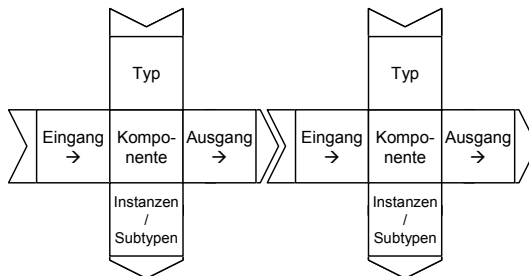 Typ
Typ
Eingang
→
Kompo-
nente
Ausgang
→
Eingang
→
Kompo-
nente
Ausgang
→
Instanzen
/
Subtypen
Instanzen
/
Subtypen